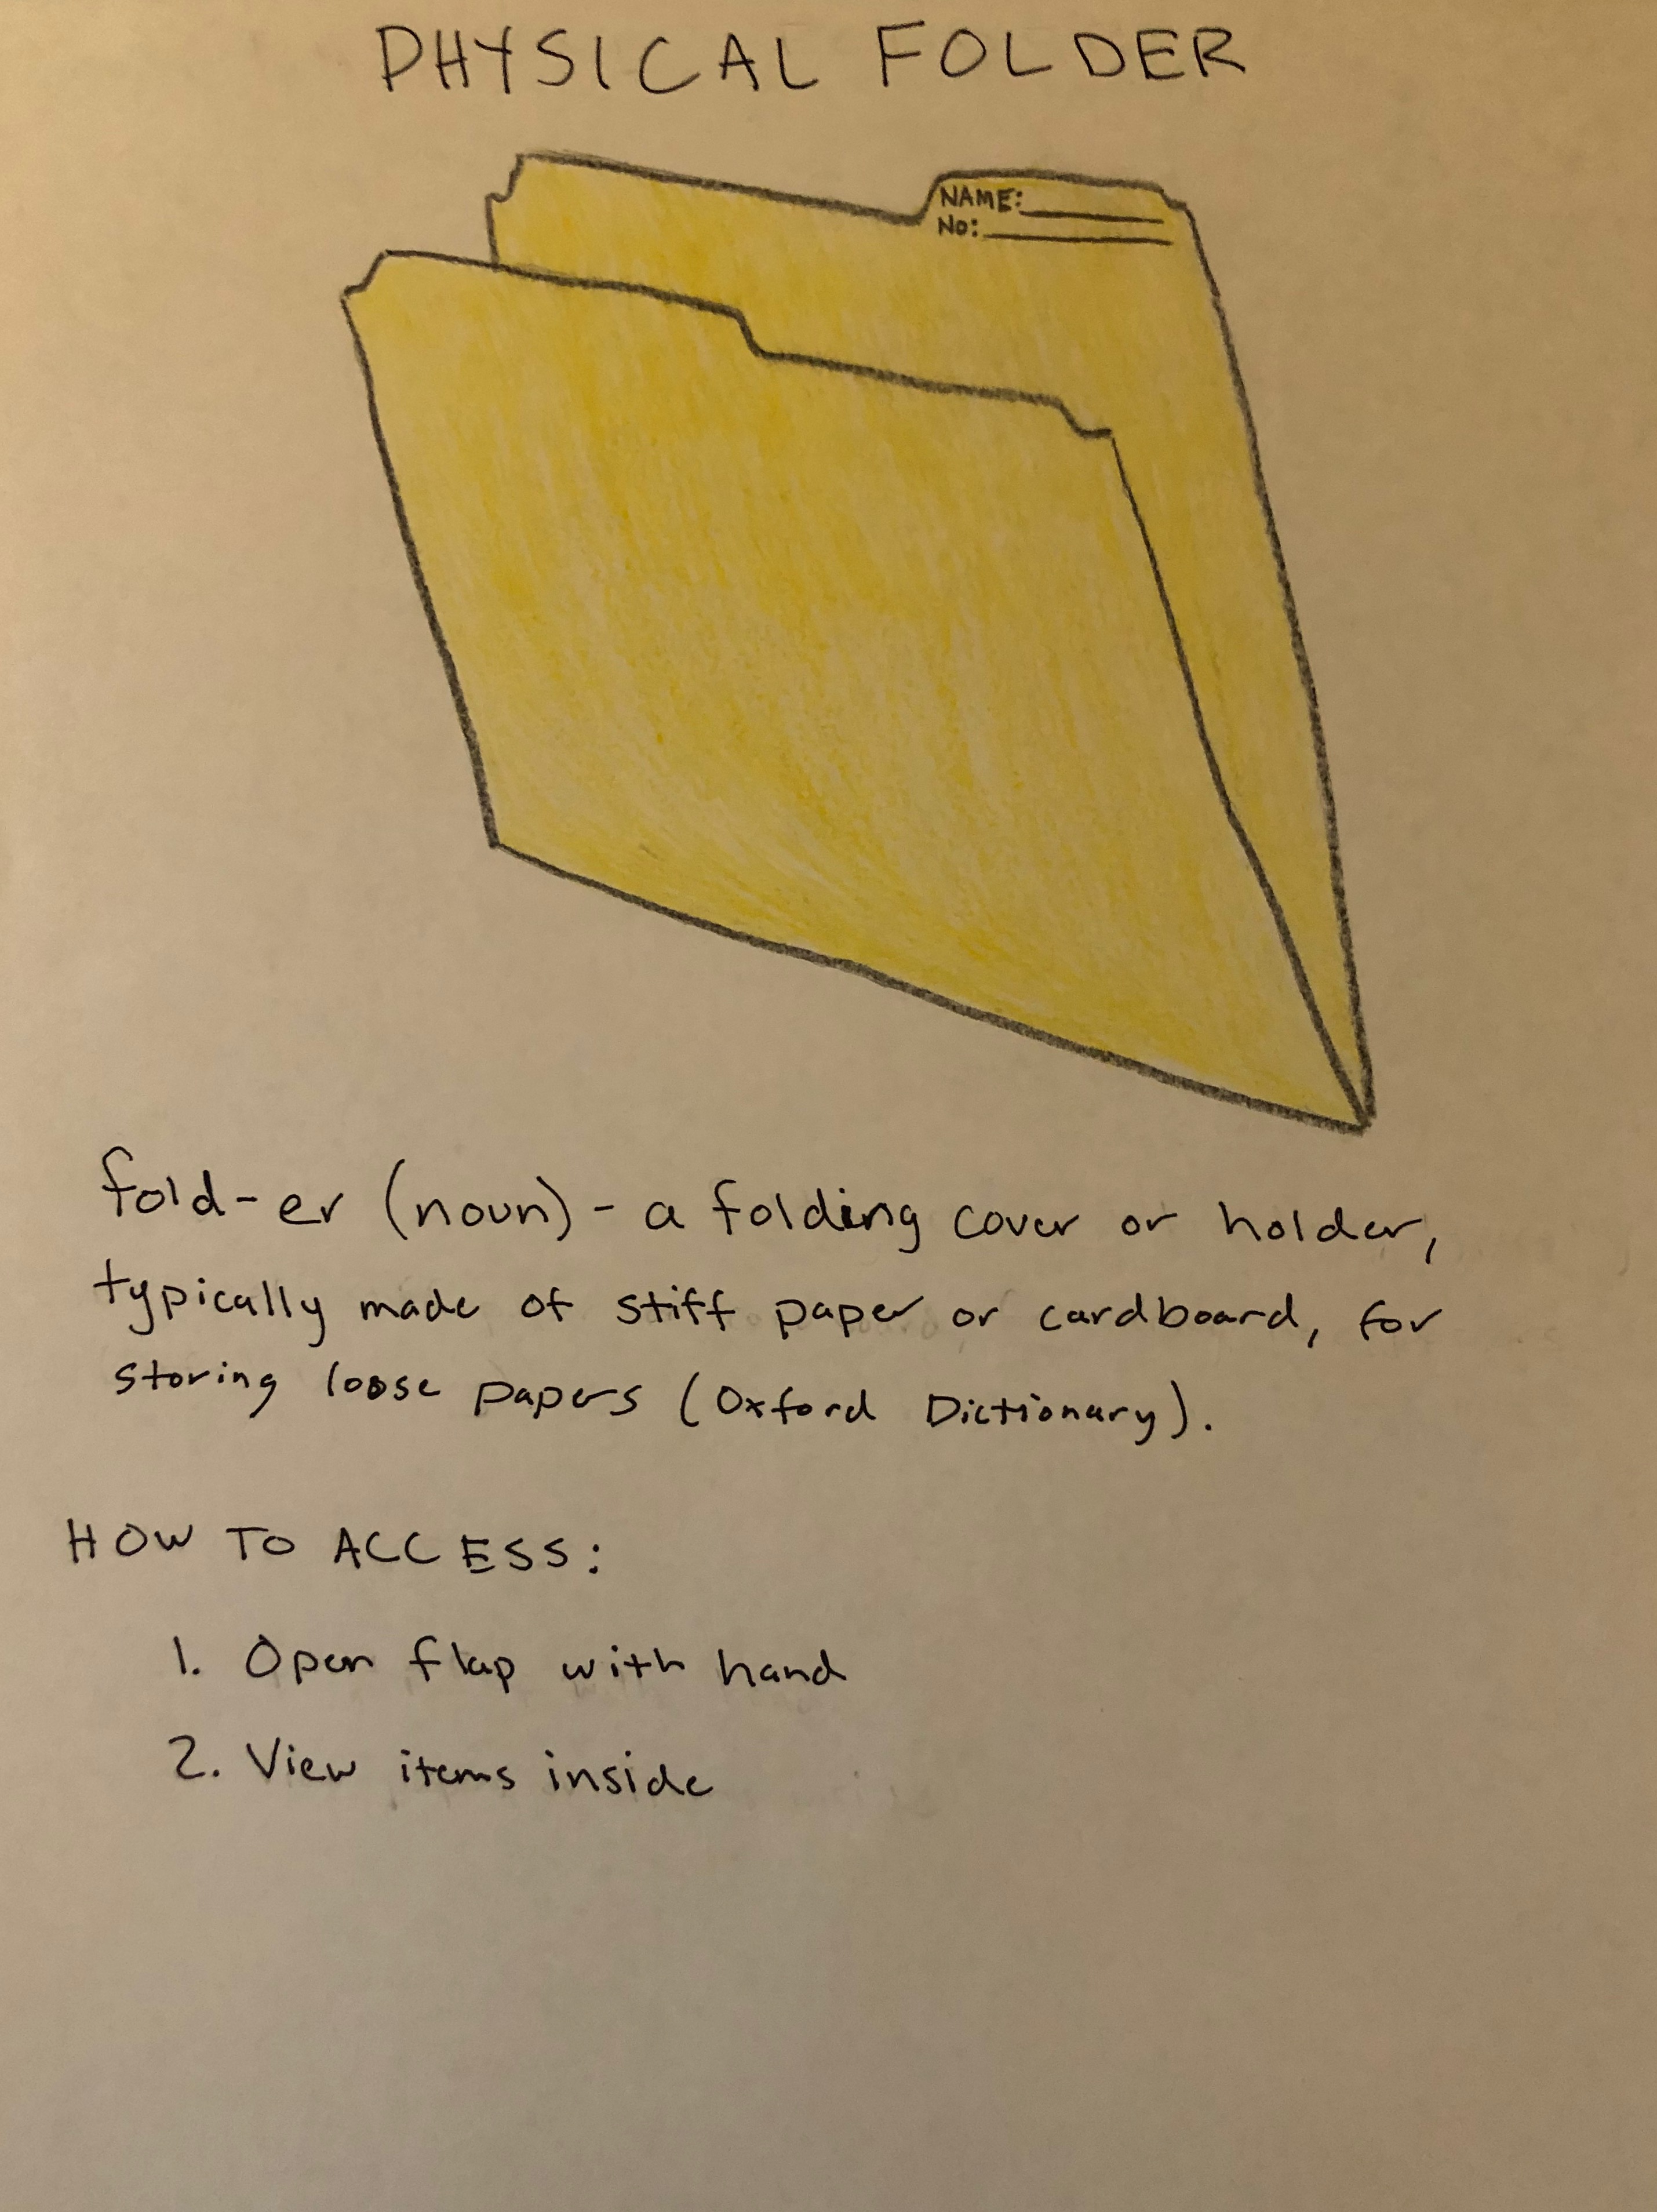 PHYSICAL FOLDER
NAME:
No:
fold-er (noun) - a folding cover or holder,
typically made of stiff paper or cardboard, for
storing loose papers (Oxford Dictionary).
HOW TO ACCESS:
1. Open flap with hand
2. View items inside